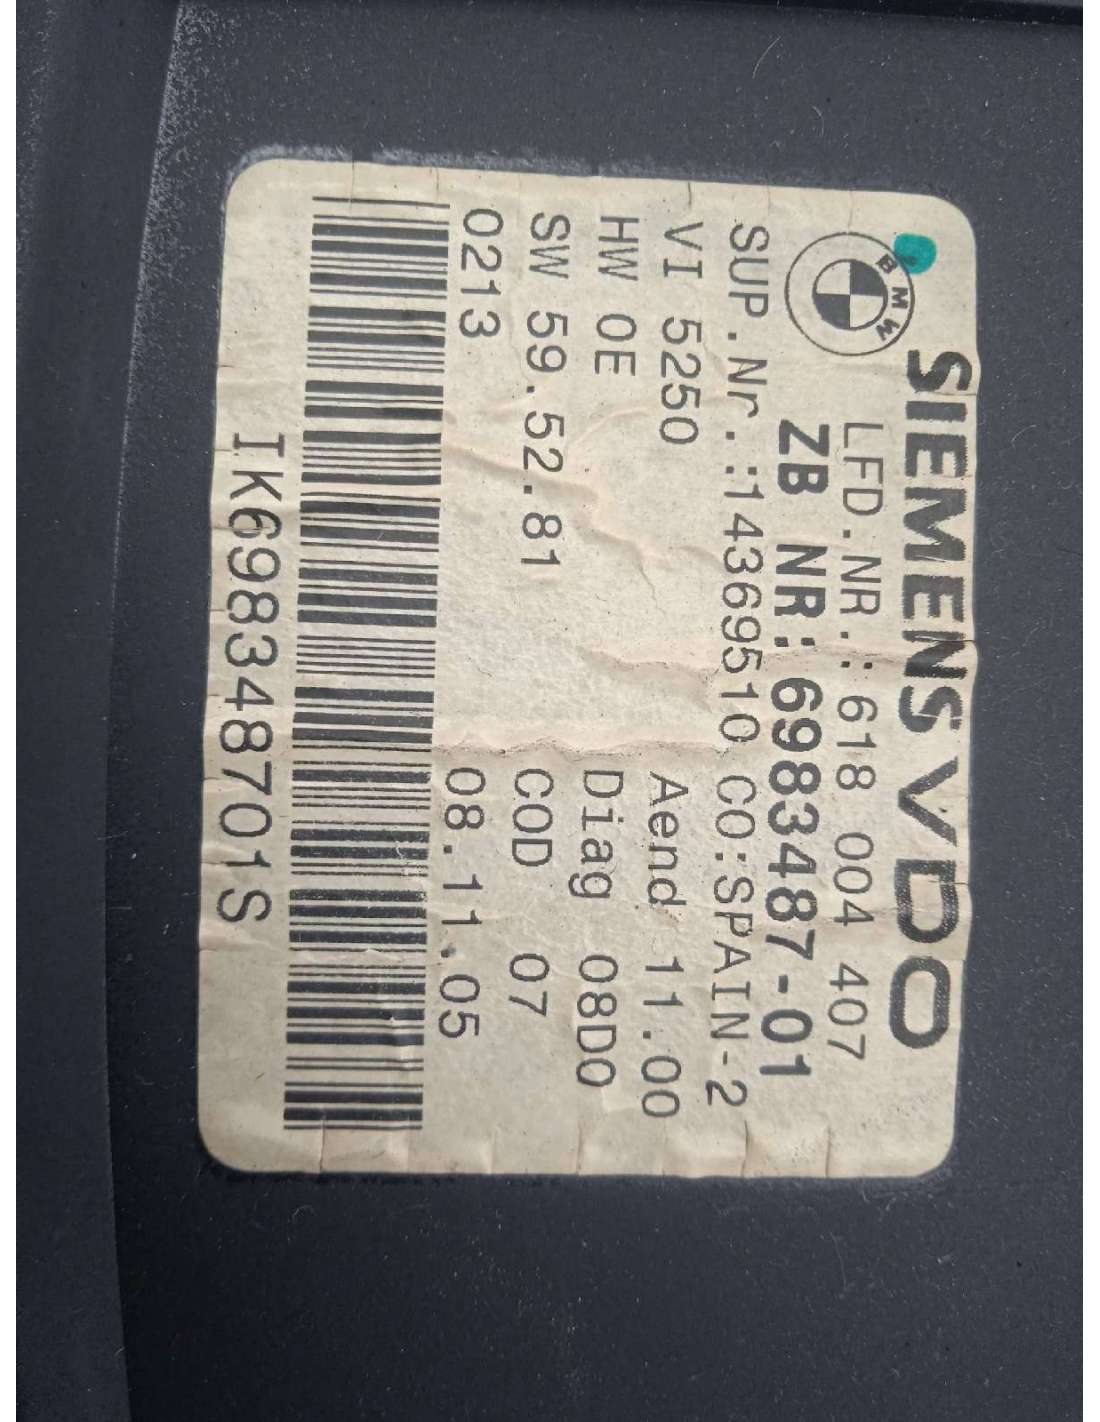 SIEMENS VDO
BMW
LFD.NR.:618 004 407
ZB NR:6983487-01
SUP.Nr.:14369510 CO:SPAIN-2
VI 5250 Aend 11.00
HW 0E Diag 08D0
SW 59.52.81 COD 07
0213 08.11.05
IK698348701S